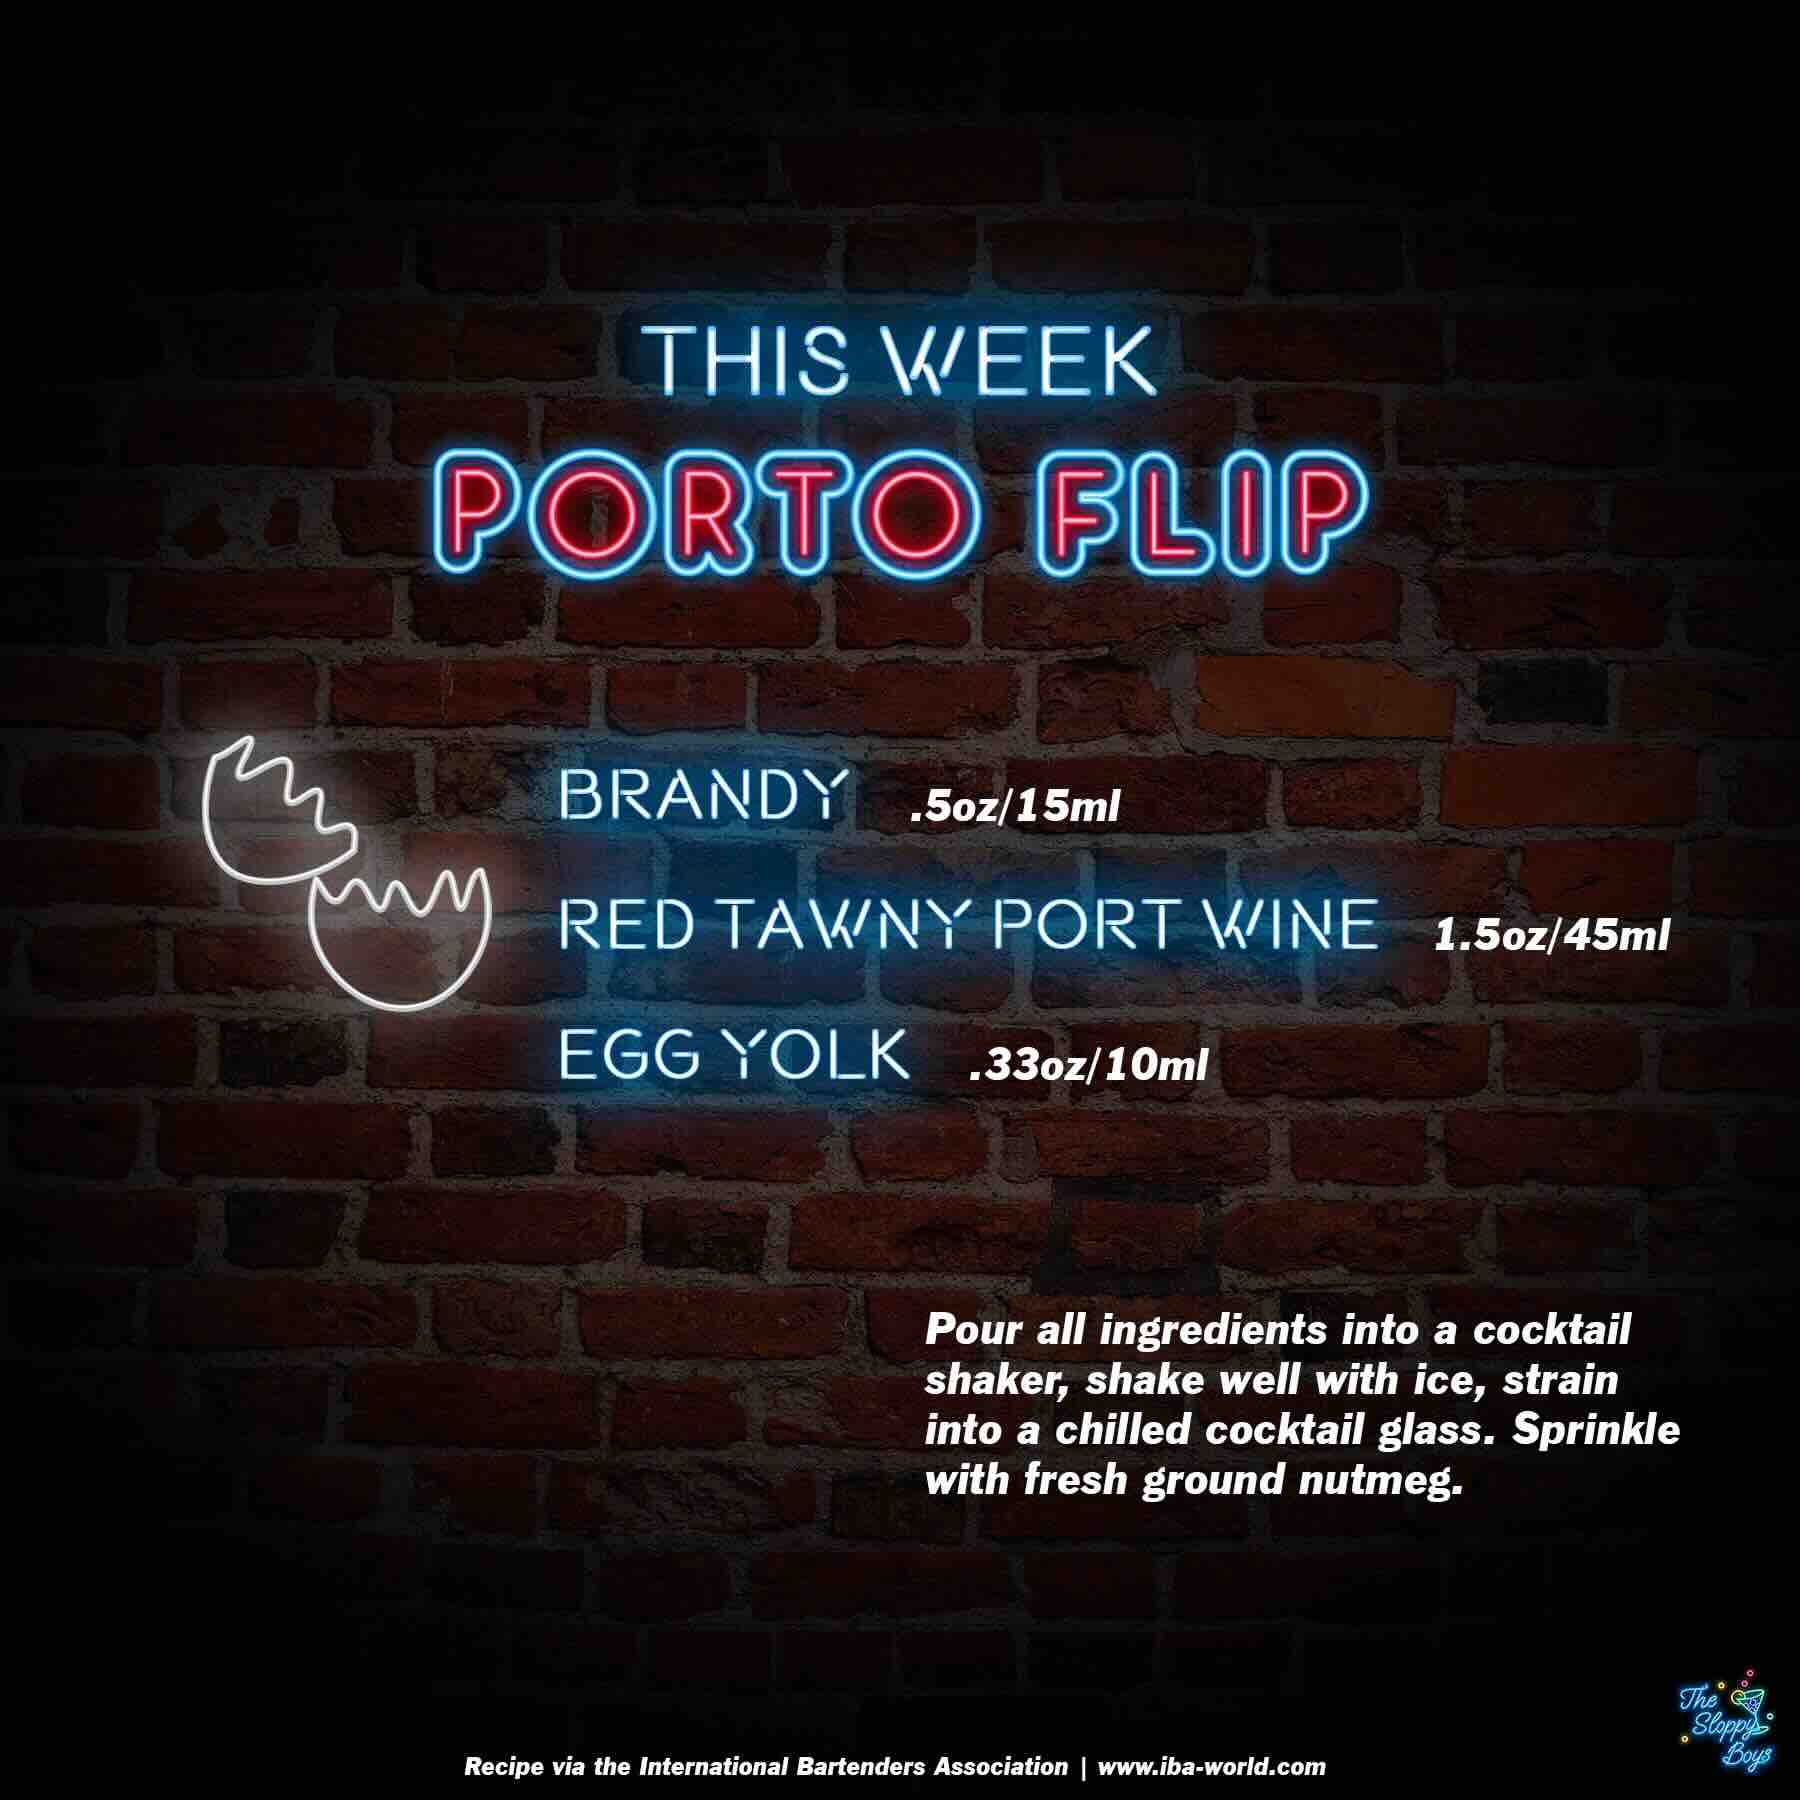 THIS WEEK
PORTO FLIP
BRANDY .5oz/15ml
RED TAWNY PORT WINE 1.5oz/45ml
EGG YOLK .33oz/10ml
Pour all ingredients into a cocktail
shaker, shake well with ice, strain
into a chilled cocktail glass. Sprinkle
with fresh ground nutmeg.
The
Sloppy
Boys
Recipe via the International Bartenders Association | www.iba-world.com